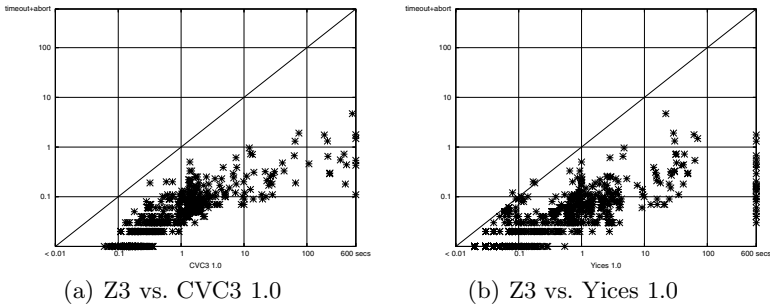 timeout+abort
100
10
1
0.1
< 0.01 0.1 1 10 100 600 secs
CVC3 1.0
(a) Z3 vs. CVC3 1.0
timeout+abort
100
10
1
0.1
< 0.01 0.1 1 10 100 600 secs
Yices 1.0
(b) Z3 vs. Yices 1.0